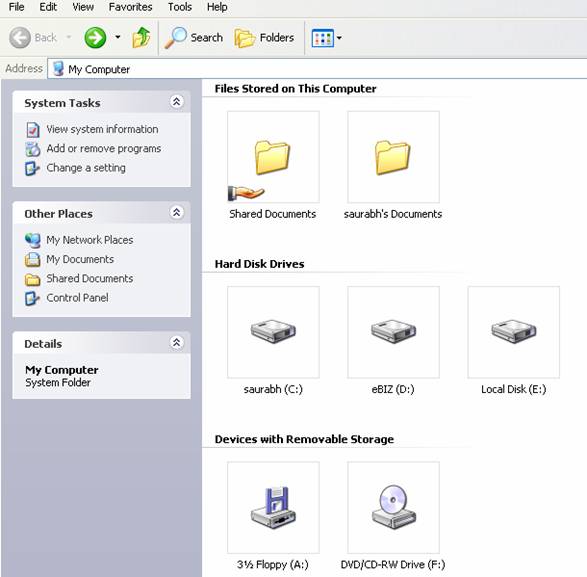 File Edit View Favorites Tools Help
Back Search Folders
Address My Computer
System Tasks
View system information
Add or remove programs
Change a setting
Other Places
My Network Places
My Documents
Shared Documents
Control Panel
Details
My Computer
System Folder
Files Stored on This Computer
Shared Documents saurabh's Documents
Hard Disk Drives
saurabh (C:) eBIZ (D:) Local Disk (E:)
Devices with Removable Storage
3½ Floppy (A:) DVD/CD-RW Drive (F:)